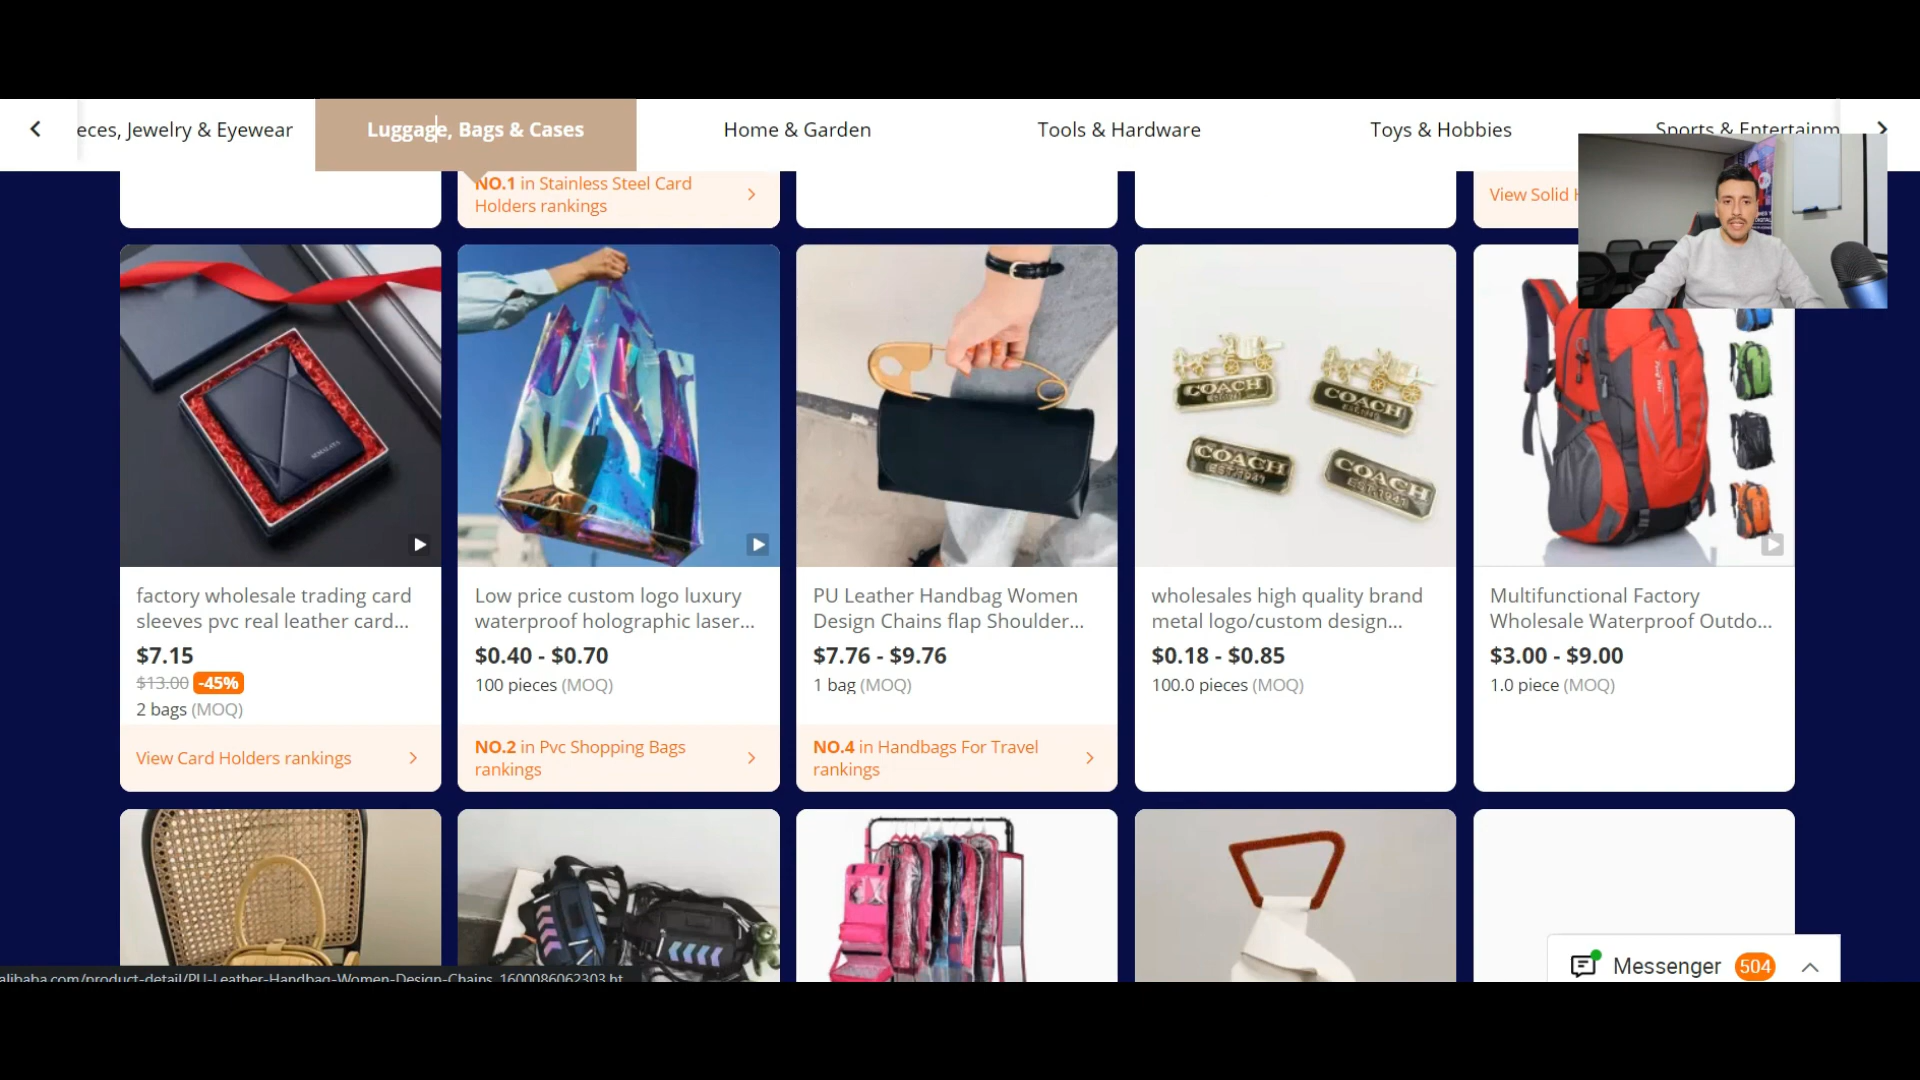 eces, Jewelry & Eyewear
Luggage, Bags & Cases
Home & Garden
Tools & Hardware
Toys & Hobbies
Sports & Entertainm
NO.1 in Stainless Steel Card
Holders rankings
View Solid
COACH
COACH
COACH
EST. 1941
COACH
factory wholesale trading card
sleeves pvc real leather card...
$7.15
$13.00 -45%
2 bags (MOQ)
View Card Holders rankings
Low price custom logo luxury
waterproof holographic laser...
$0.40 - $0.70
100 pieces (MOQ)
NO.2 in Pvc Shopping Bags
rankings
PU Leather Handbag Women
Design Chains flap Shoulder...
$7.76 - $9.76
1 bag (MOQ)
NO.4 in Handbags For Travel
rankings
wholesales high quality brand
metal logo/custom design...
$0.18 - $0.85
100.0 pieces (MOQ)
Multifunctional Factory
Wholesale Waterproof Outdo...
$3.00 - $9.00
1.0 piece (MOQ)
alibaba.com/product-detail/PU-Leather-Handbag-Women-Design-Chains_1600086062303.ht
Messenger 504